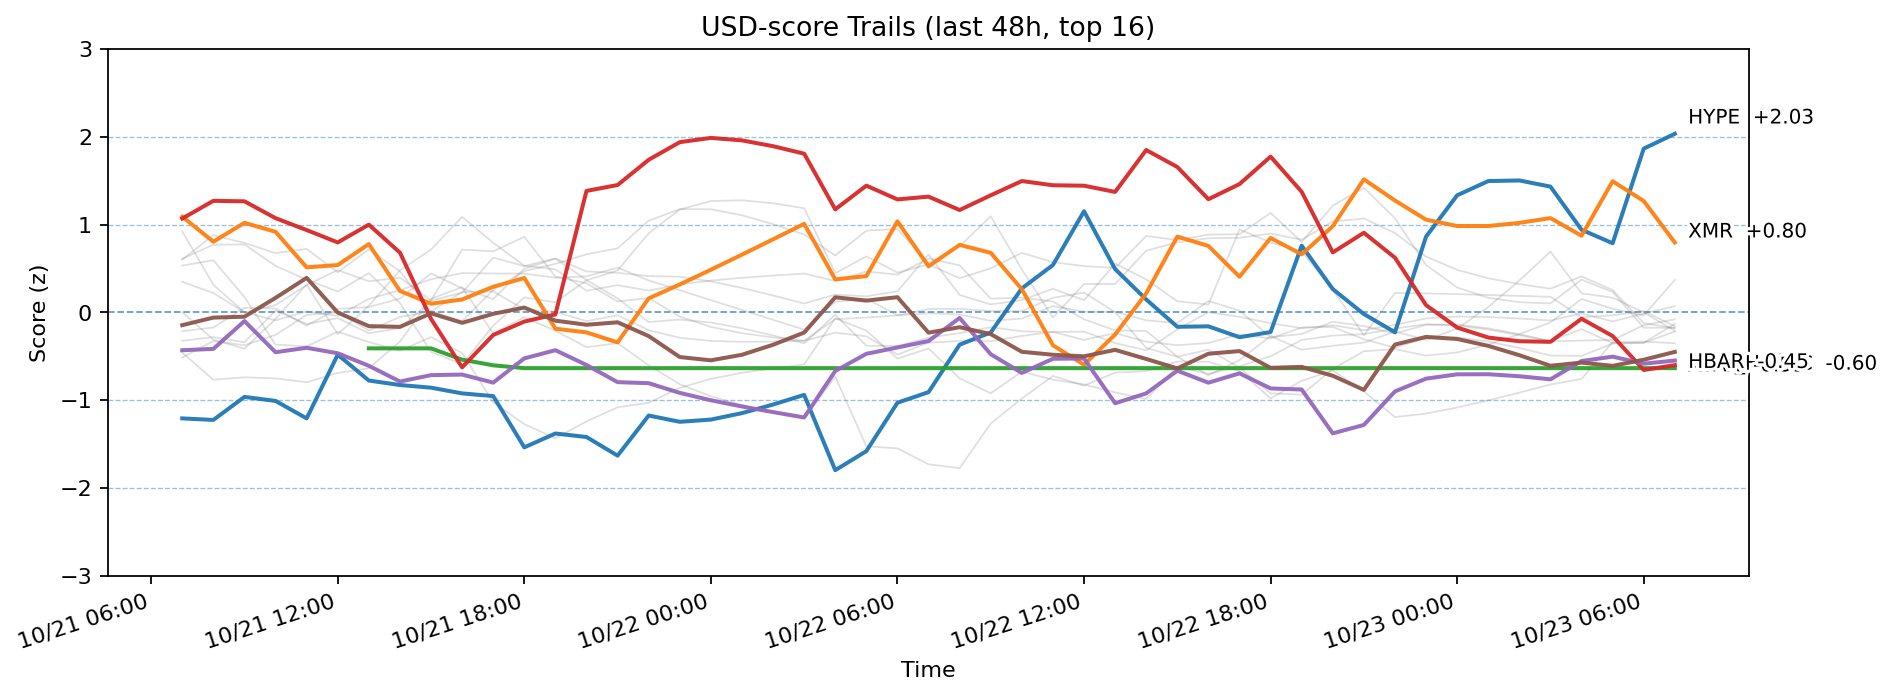 USD-score Trails (last 48h, top 16)
Score (z)
3
2
1
0
−1
−2
−3
HYPE +2.03
XMR +0.80
HBAR -0.45
-0.60
10/21 06:00
10/21 12:00
10/21 18:00
10/22 00:00
10/22 06:00
10/22 12:00
10/22 18:00
10/23 00:00
10/23 06:00
Time